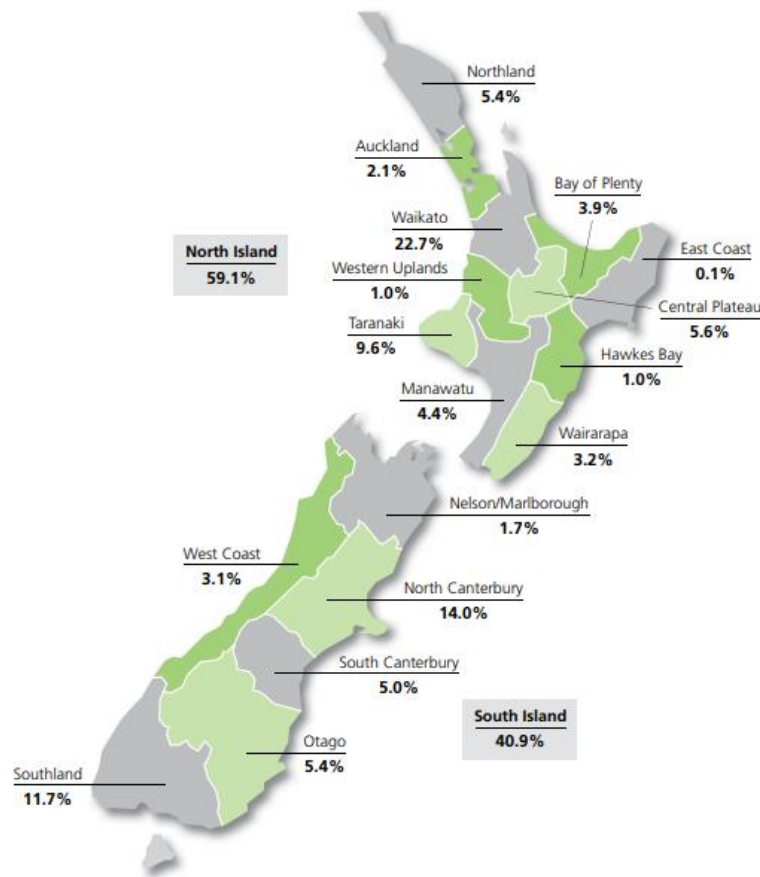 Northland
5.4%
Auckland
2.1%
Bay of Plenty
3.9%
Waikato
22.7%
East Coast
0.1%
North Island
59.1%
Western Uplands
1.0%
Central Plateau
5.6%
Taranaki
9.6%
Hawkes Bay
1.0%
Manawatu
4.4%
Wairarapa
3.2%
Nelson/Marlborough
1.7%
West Coast
3.1%
North Canterbury
14.0%
South Canterbury
5.0%
South Island
40.9%
Otago
5.4%
Southland
11.7%